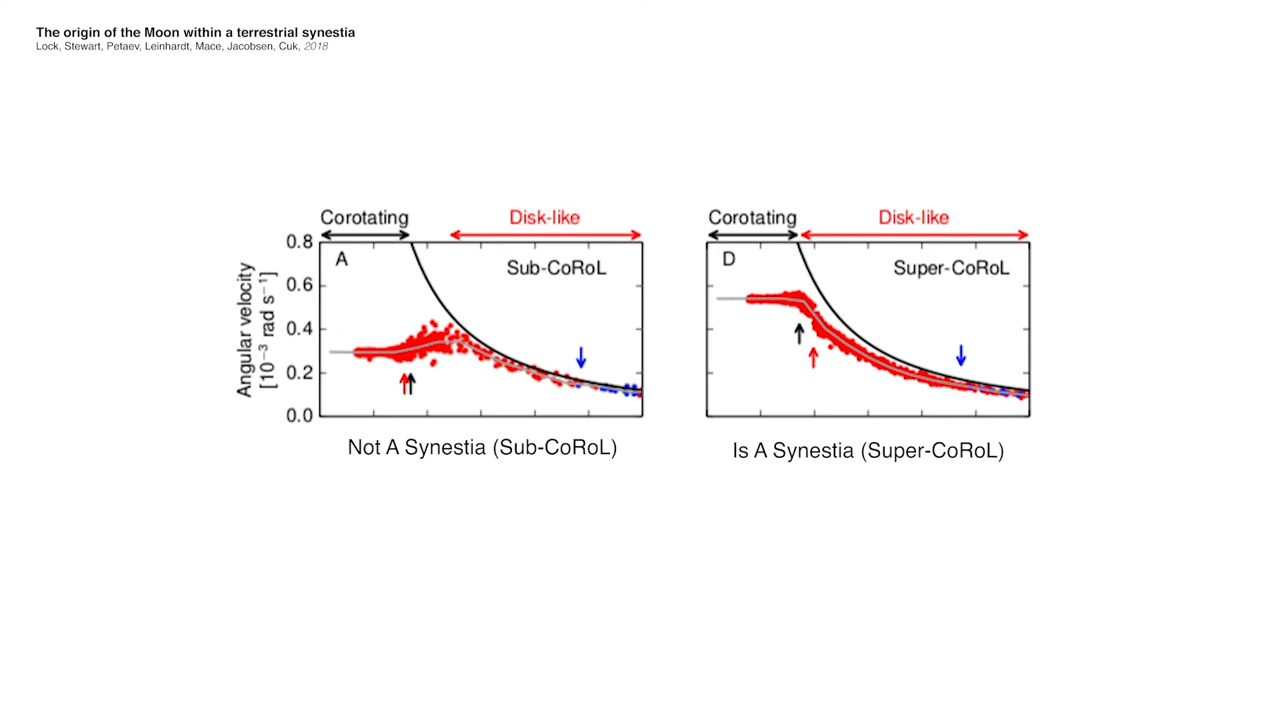 The origin of the Moon within a terrestrial synestia
Lock, Stewart, Petaev, Leinhardt, Mace, Jacobsen, Cuk, 2018
Corotating
Disk-like
Corotating
Disk-like
0.8
0.6
0.4
0.2
0.0
Angular velocity
[10⁻³ rad s⁻¹]
A
Sub-CoRoL
D
Super-CoRoL
Not A Synestia (Sub-CoRoL)
Is A Synestia (Super-CoRoL)